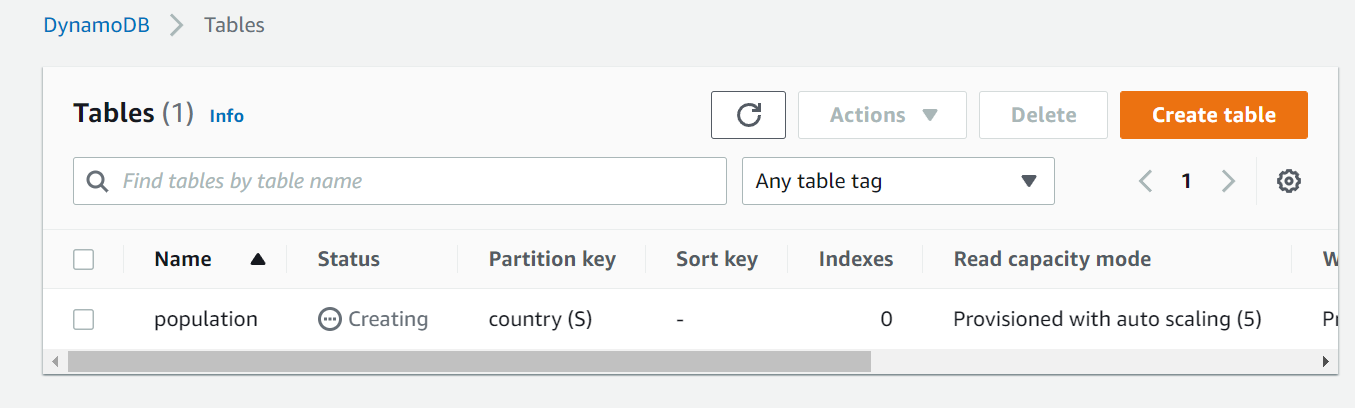 DynamoDB Tables
Tables (1) Info Actions Delete Create table
Find tables by table name Any table tag 1
Name Status Partition key Sort key Indexes Read capacity mode W
population Creating country (S) - 0 Provisioned with auto scaling (5) Pr